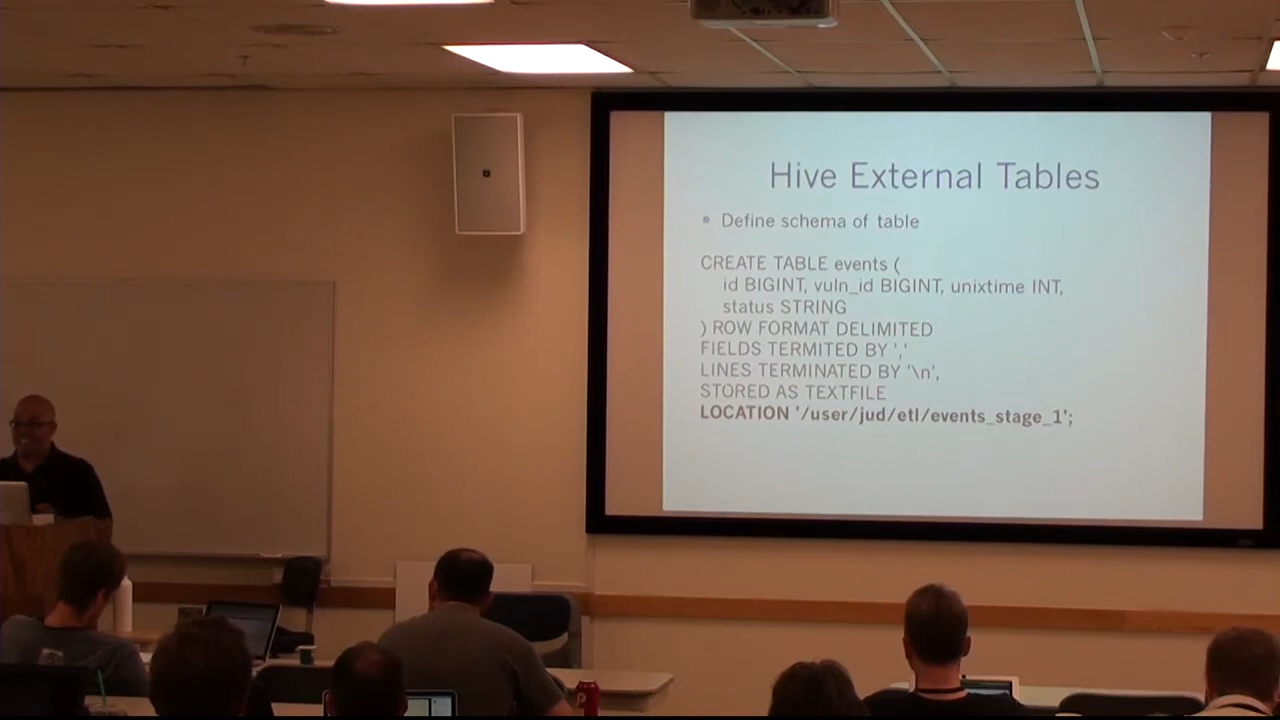 Hive External Tables
• Define schema of table
CREATE TABLE events (
id BIGINT, vuln_id BIGINT, unixtime INT,
status STRING
) ROW FORMAT DELIMITED
FIELDS TERMITED BY ','
LINES TERMINATED BY '\n',
STORED AS TEXTFILE
LOCATION '/user/jud/etl/events_stage_1';